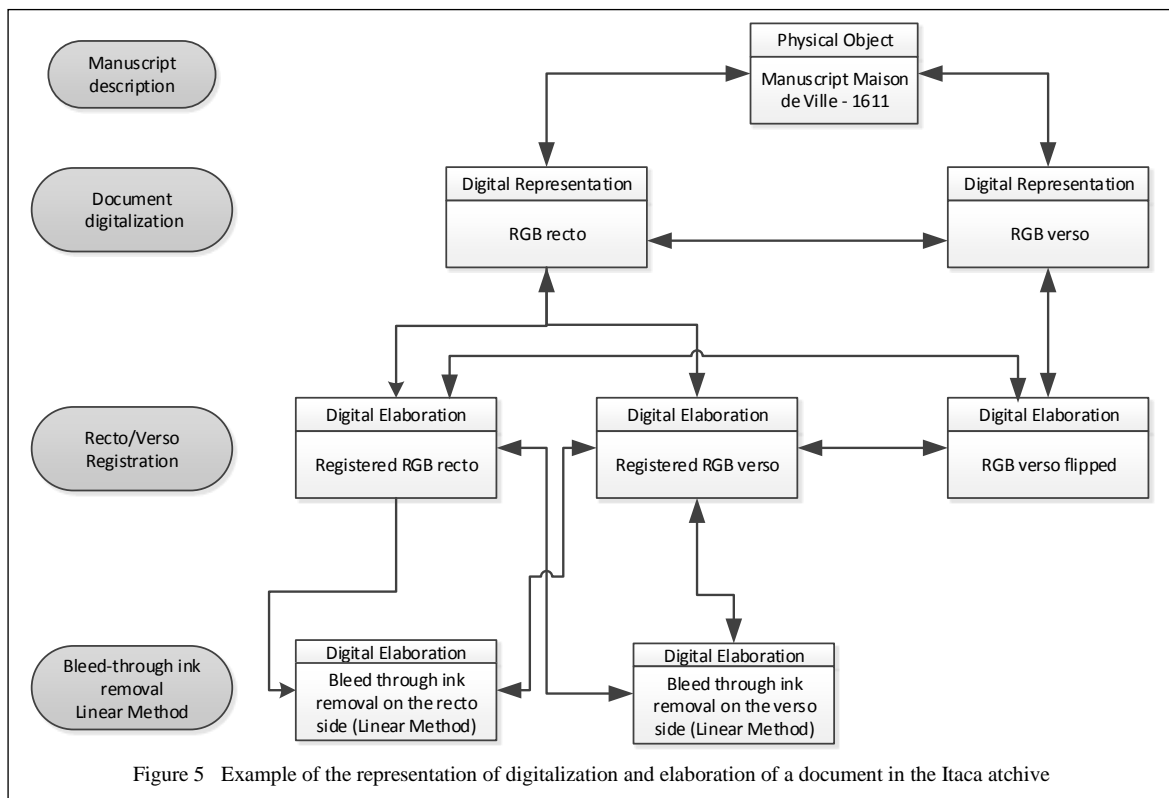 Manuscript
description
Physical Object
Manuscript Maison
de Ville - 1611
Document
digitalization
Digital Representation
RGB recto
Digital Representation
RGB verso
Recto/Verso
Registration
Digital Elaboration
Registered RGB recto
Digital Elaboration
Registered RGB verso
Digital Elaboration
RGB verso flipped
Bleed-through ink
removal
Linear Method
Digital Elaboration
Bleed through ink
removal on the recto
side (Linear Method)
Digital Elaboration
Bleed through ink
removal on the verso
side (Linear Method)
Figure 5 Example of the representation of digitalization and elaboration of a document in the Itaca atchive